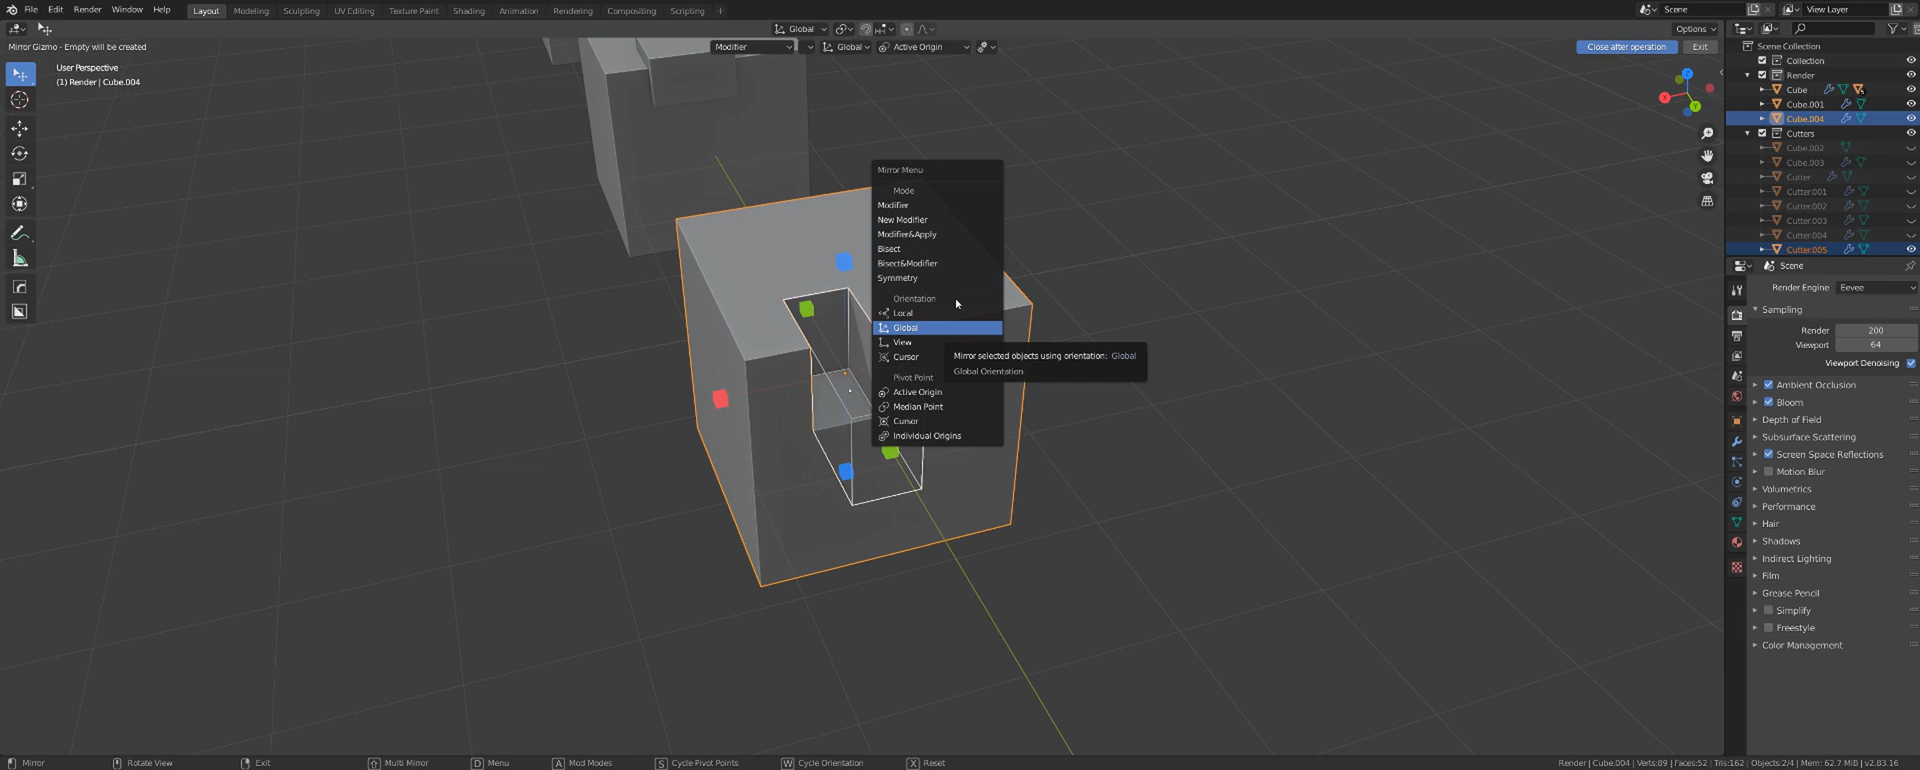 File Edit Render Window Help Layout Modeling Sculpting UV Editing Texture Paint Shading Animation Rendering Compositing Scripting + Scene View Layer
Global Options
Mirror Gizmo - Empty will be created Modifier Global Active Origin Close after operation Exit
User Perspective
(1) Render | Cube.004
Mirror Menu
Mode
Modifier
New Modifier
Modifier&Apply
Bisect
Bisect&Modifier
Symmetry
Orientation
Local
Global
View
Cursor
Pivot Point
Active Origin
Median Point
Cursor
Individual Origins
Mirror selected objects using orientation: Global
Global Orientation
X
Y
Z
Scene Collection
Collection
Render
Cube
Cube.001
Cube.004
Cutters
Cube.002
Cube.003
Cutter
Cutter.001
Cutter.002
Cutter.003
Cutter.004
Cutter.005
Scene
Render Engine Eevee
Sampling
Render 200
Viewport 64
Viewport Denoising
Ambient Occlusion
Bloom
Depth of Field
Subsurface Scattering
Screen Space Reflections
Motion Blur
Volumetrics
Performance
Hair
Shadows
Indirect Lighting
Film
Grease Pencil
Simplify
Freestyle
Color Management
Mirror Rotate View Exit Multi Mirror D Menu A Mod Modes S Cycle Pivot Points W Cycle Orientation X Reset Render | Cube.004 | Verts:89 | Faces:52 | Tris:162 | Objects:2/4 | Mem: 62.7 MiB | v2.83.16